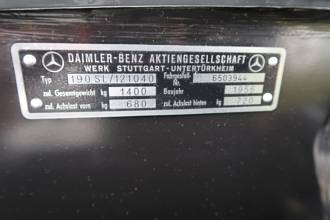 DAIMLER-BENZ AKTIENGESELLSCHAFT
WERK STUTTGART-UNTERTÜRKHEIM
Typ 190 SL/121040 Fahrgestell-Nr. 6503944
zul. Gesamtgewicht kg 1400 Baujahr 1956
zul. Achslast vorn kg 680 zul. Achslast hinten kg 720